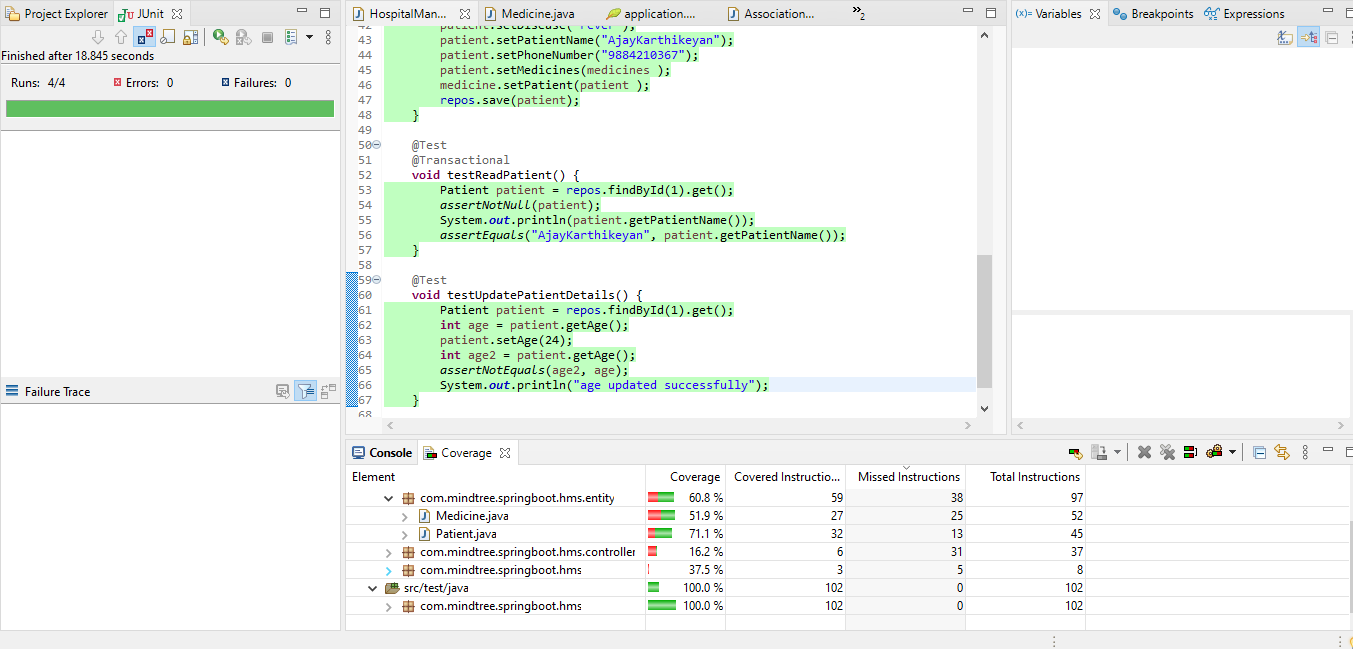 Project Explorer JUnit
Finished after 18.845 seconds
Runs: 4/4 Errors: 0 Failures: 0
Failure Trace
HospitalMan... Medicine.java application.... Association... »2
43 patient.setPatientName("AjayKarthikeyan");
44 patient.setPhoneNumber("9884210367");
45 patient.setMedicines(medicines );
46 medicine.setPatient(patient );
47 repos.save(patient);
48 }
49
50 @Test
51 @Transactional
52 void testReadPatient() {
53 Patient patient = repos.findById(1).get();
54 assertNotNull(patient);
55 System.out.println(patient.getPatientName());
56 assertEquals("AjayKarthikeyan", patient.getPatientName());
57 }
58
59 @Test
60 void testUpdatePatientDetails() {
61 Patient patient = repos.findById(1).get();
62 int age = patient.getAge();
63 patient.setAge(24);
64 int age2 = patient.getAge();
65 assertNotEquals(age2, age);
66 System.out.println("age updated successfully");
67 }
68
(x)= Variables Breakpoints Expressions
Console Coverage
Element Coverage Covered Instructio... Missed Instructions Total Instructions
com.mindtree.springboot.hms.entity 60.8 % 59 38 97
Medicine.java 51.9 % 27 25 52
Patient.java 71.1 % 32 13 45
com.mindtree.springboot.hms.controller 16.2 % 6 31 37
com.mindtree.springboot.hms 37.5 % 3 5 8
src/test/java 100.0 % 102 0 102
com.mindtree.springboot.hms 100.0 % 102 0 102